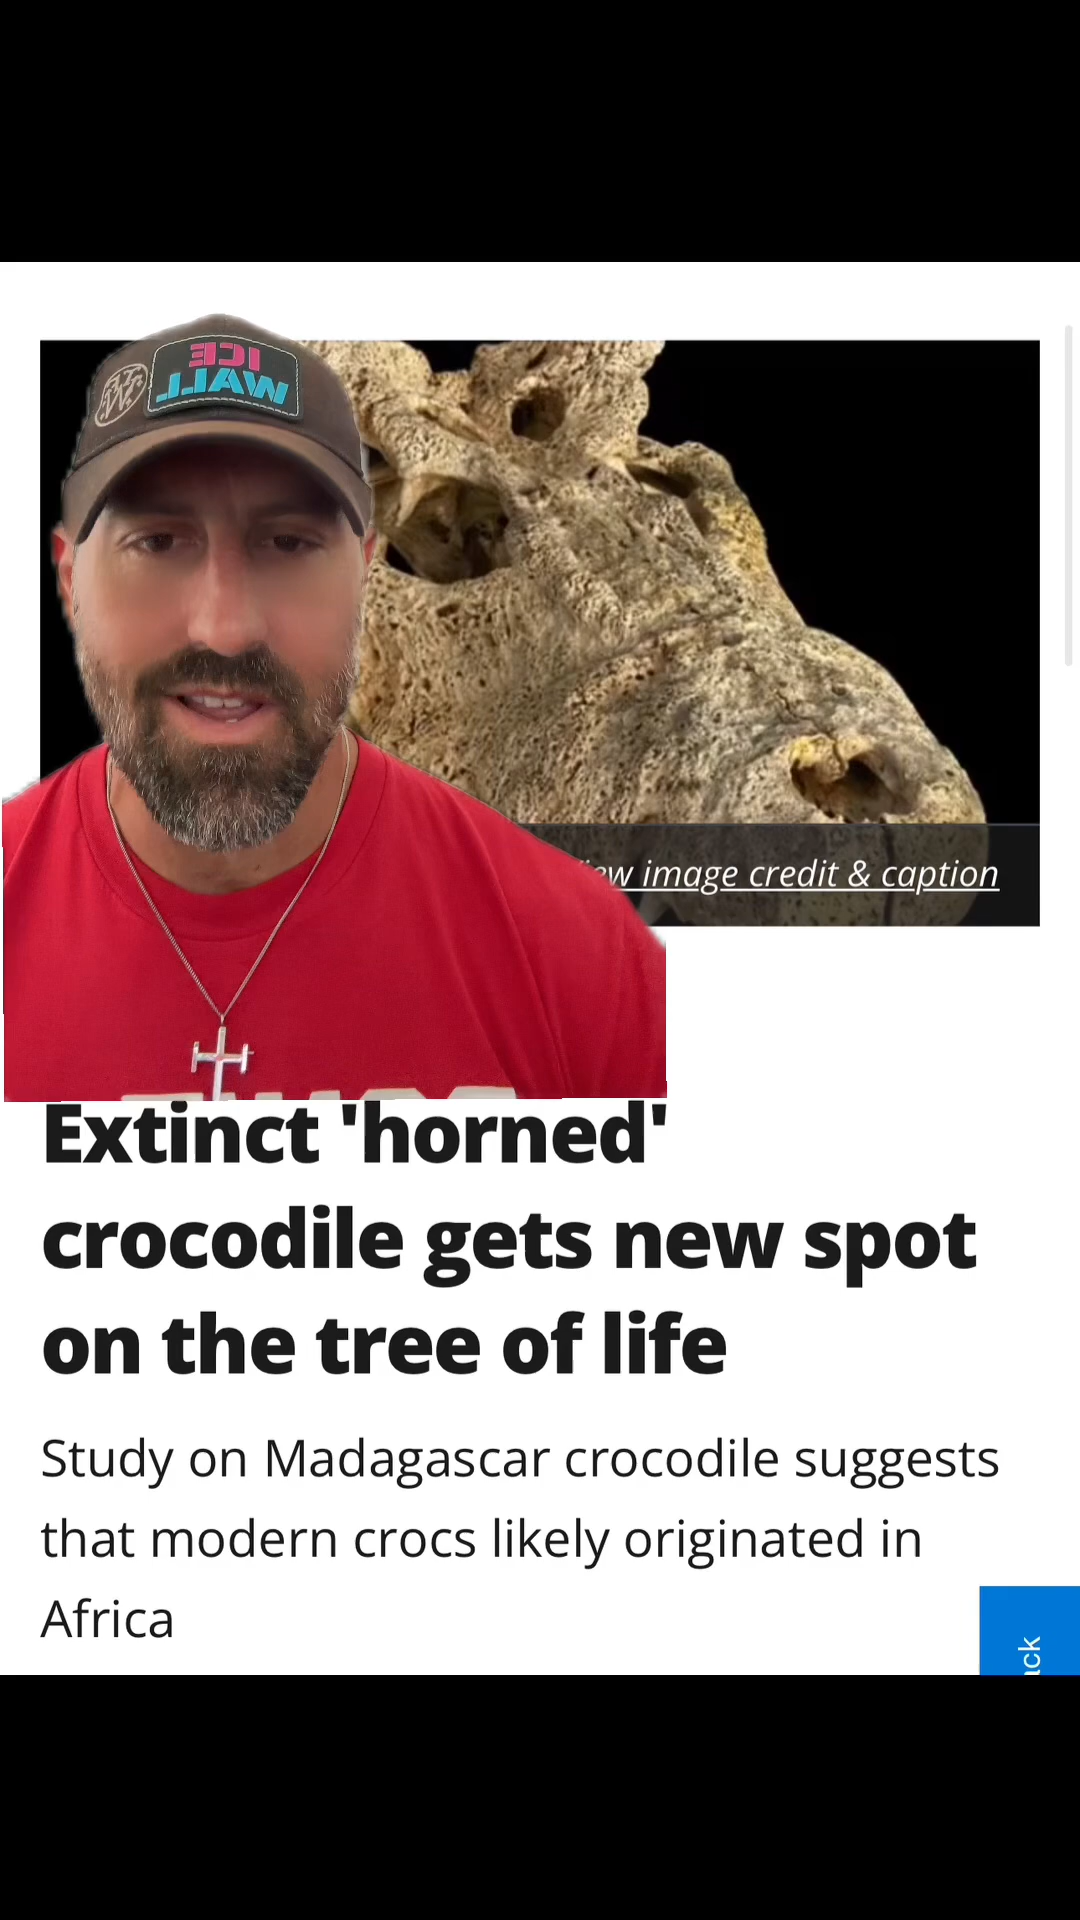 ICE
WALL
View image credit & caption
Extinct 'horned'
crocodile gets new spot
on the tree of life
Study on Madagascar crocodile suggests
that modern crocs likely originated in
Africa